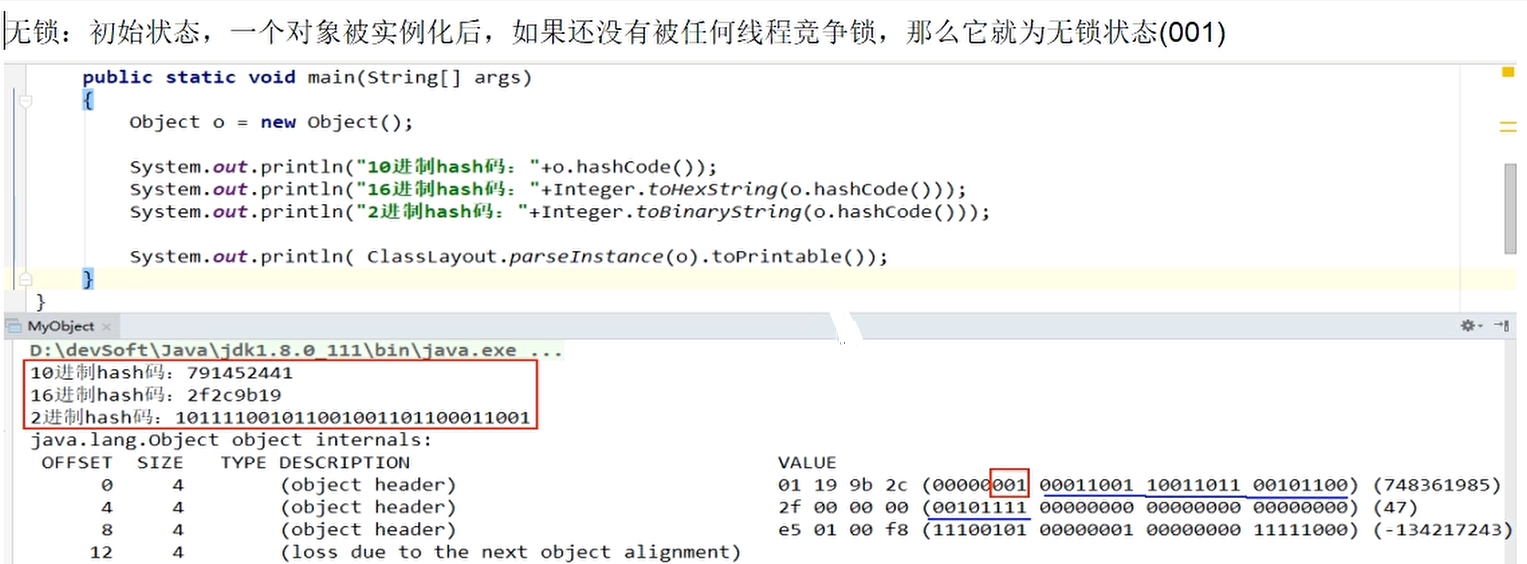 无锁：初始状态，一个对象被实例化后，如果还没有被任何线程竞争锁，那么它就为无锁状态(001)
public static void main(String[] args)
{
Object o = new Object();
System.out.println("10进制hash码："+o.hashCode());
System.out.println("16进制hash码："+Integer.toHexString(o.hashCode()));
System.out.println("2进制hash码："+Integer.toBinaryString(o.hashCode()));
System.out.println( ClassLayout.parseInstance(o).toPrintable());
}
}
MyObject
D:\devSoft\Java\jdk1.8.0_111\bin\java.exe ...
10进制hash码：791452441
16进制hash码：2f2c9b19
2进制hash码：101111001011001001101100011001
java.lang.Object object internals:
OFFSET SIZE TYPE DESCRIPTION VALUE
0 4 (object header) 01 19 9b 2c (00000001 00011001 10011011 00101100) (748361985)
4 4 (object header) 2f 00 00 00 (00101111 00000000 00000000 00000000) (47)
8 4 (object header) e5 01 00 f8 (11100101 00000001 00000000 11111000) (-134217243)
12 4 (loss due to the next object alignment)